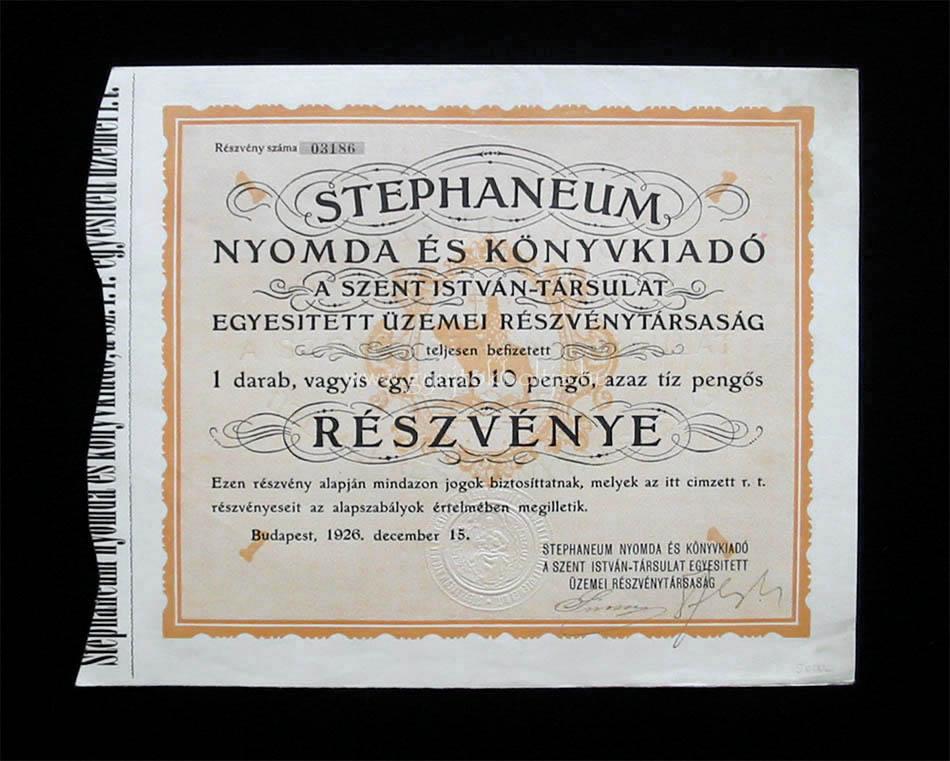 Részvény száma 03186
STEPHANEUM
NYOMDA ÉS KÖNYVKIADÓ
A SZENT ISTVÁN-TÁRSULAT
EGYESITETT ÜZEMEI RÉSZVÉNYTÁRSASÁG
teljesen befizetett
1 darab, vagyis egy darab 10 pengő, azaz tíz pengős
RÉSZVÉNYE
Ezen részvény alapján mindazon jogok biztosíttatnak, melyek az itt cimzett r. t.
részvényeseit az alapszabályok értelmében megilletik.
Budapest, 1926. december 15.
STEPHANEUM NYOMDA ÉS KÖNYVKIADÓ
A SZENT ISTVÁN-TÁRSULAT EGYESITETT
ÜZEMEI RÉSZVÉNYTÁRSASÁG